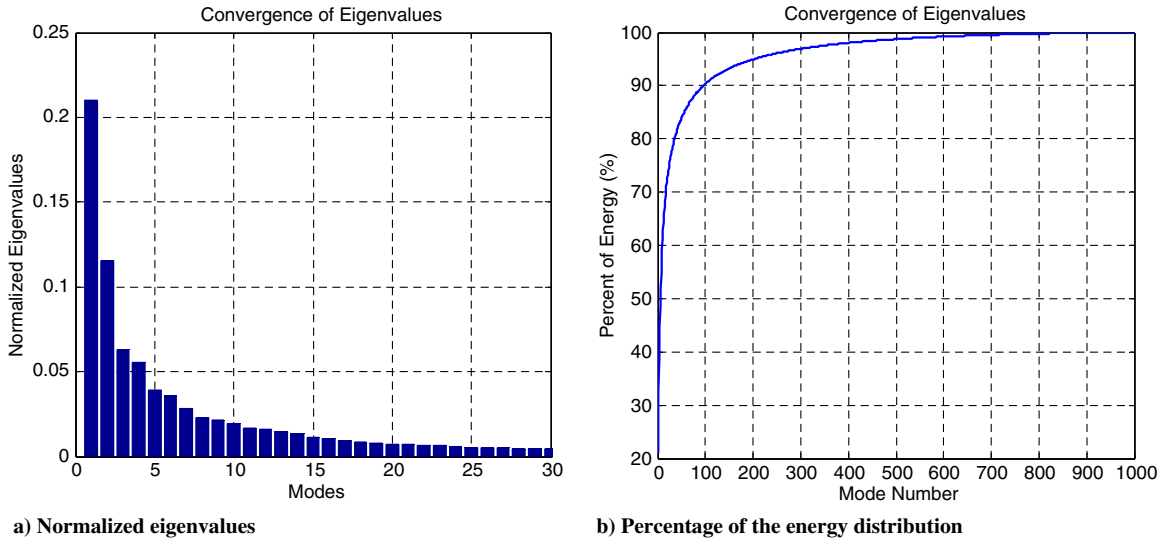 Convergence of Eigenvalues
0.25
0.2
0.15
0.1
0.05
0
Normalized Eigenvalues
0 5 10 15 20 25 30
Modes
a) Normalized eigenvalues
Convergence of Eigenvalues
100
90
80
70
60
50
40
30
20
Percent of Energy (%)
0 100 200 300 400 500 600 700 800 900 1000
Mode Number
b) Percentage of the energy distribution